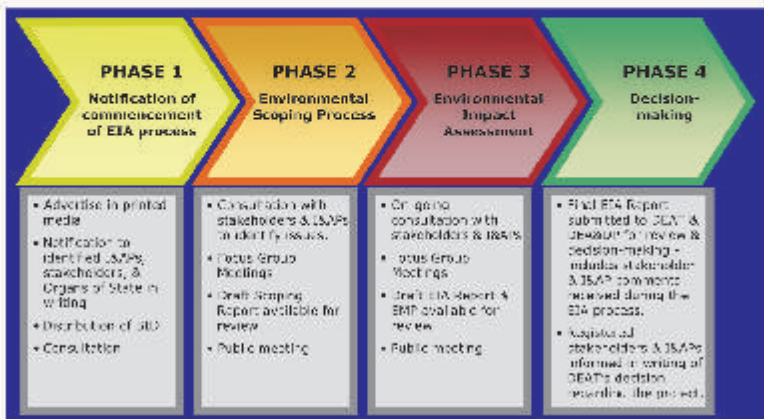 PHASE 1
Notification of
commencement
of EIA process
PHASE 2
Environmental
Scoping Process
PHASE 3
Environmental
Impact
Assessment
PHASE 4
Decision-
making
• Advertise in printed
media
• Notification to
identified I&APs,
stakeholders, &
Organs of State in
writing
• Distribution of BID
• Consultation
• Consultation with
stakeholders & I&APs
to identify issues.
• Focus Group
Meetings
• Draft Scoping
Report available for
review
• Public meeting
• On-going
consultation with
stakeholders & I&APs
• Focus Group
Meetings
• Draft EIA Report &
EMP available for
review
• Public meeting
• Final EIA Report
submitted to DEAT &
DEA&DP for review &
decision-making –
includes stakeholder
& I&AP comments
received during the
EIA process.
• Registered
stakeholders & I&APs
informed in writing of
DEAT's decision
regarding the project.